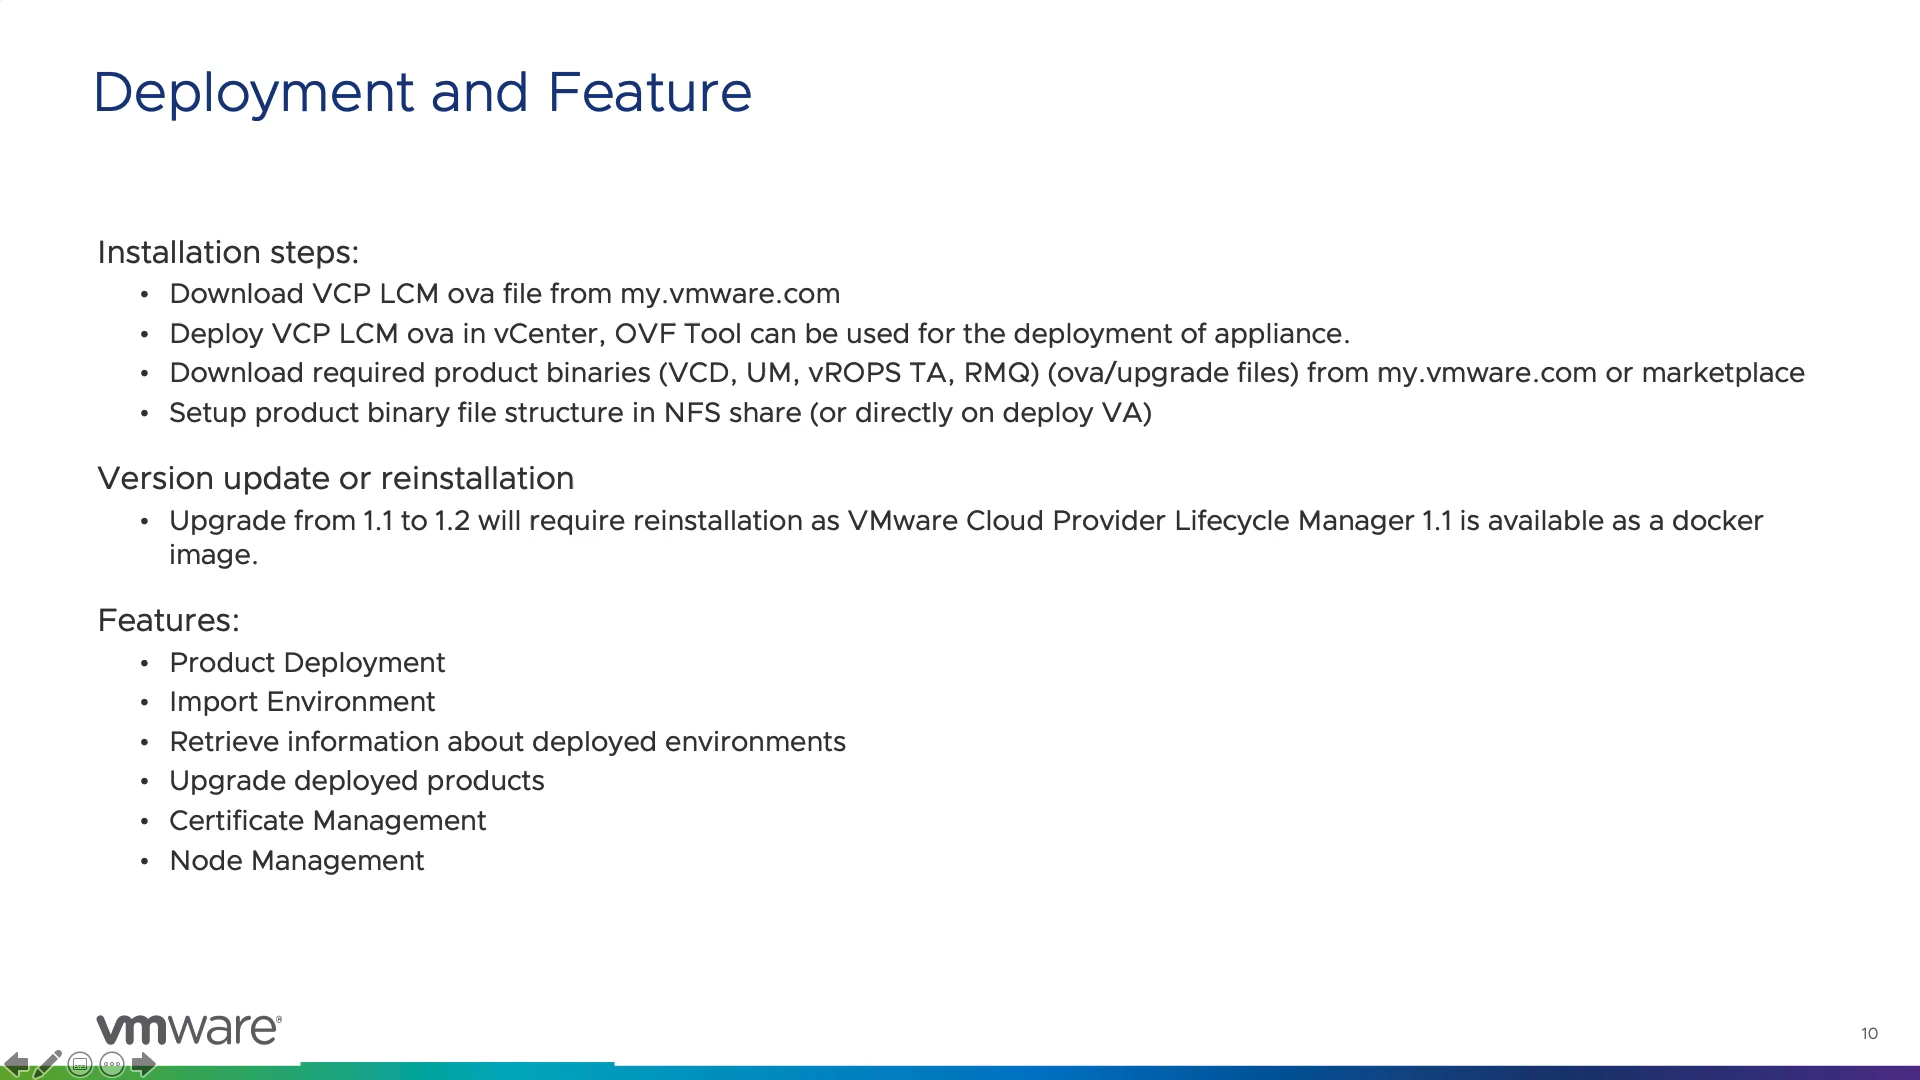 Deployment and Feature
Installation steps:
• Download VCP LCM ova file from my.vmware.com
• Deploy VCP LCM ova in vCenter, OVF Tool can be used for the deployment of appliance.
• Download required product binaries (VCD, UM, vROPS TA, RMQ) (ova/upgrade files) from my.vmware.com or marketplace
• Setup product binary file structure in NFS share (or directly on deploy VA)
Version update or reinstallation
• Upgrade from 1.1 to 1.2 will require reinstallation as VMware Cloud Provider Lifecycle Manager 1.1 is available as a docker
image.
Features:
• Product Deployment
• Import Environment
• Retrieve information about deployed environments
• Upgrade deployed products
• Certificate Management
• Node Management
vmware®
10